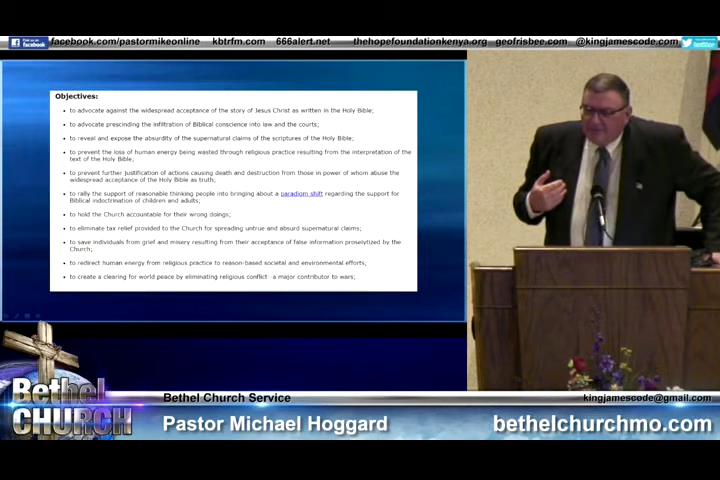 Find us on facebook
facebook.com/pastormikeonline kbtrfm.com 666alert.net thehopefoundationkenya.org geofrisbee.com @kingjamescode.com twitter
Objectives:
• to advocate against the widespread acceptance of the story of Jesus Christ as written in the Holy Bible;
• to advocate prescinding the infiltration of Biblical conscience into law and the courts;
• to reveal and expose the absurdity of the supernatural claims of the scriptures of the Holy Bible;
• to prevent the loss of human energy being wasted through religious practice resulting from the interpretation of the
text of the Holy Bible;
• to prevent further justification of actions causing death and destruction from those in power of whom abuse the
widespread acceptance of the Holy Bible as truth;
• to rally the support of reasonable thinking people into bringing about a paradigm shift regarding the support for
Biblical indoctrination of children and adults;
• to hold the Church accountable for their wrong doings;
• to eliminate tax relief provided to the Church for spreading untrue and absurd supernatural claims;
• to save individuals from grief and misery resulting from their acceptance of false information proselytized by the
Church;
• to redirect human energy from religious practice to reason-based societal and environmental efforts;
• to create a clearing for world peace by eliminating religious conflict a major contributor to wars;
Bethel
CHURCH
Bethel Church Service
kingjamescode@gmail.com
Pastor Michael Hoggard
bethelchurchmo.com